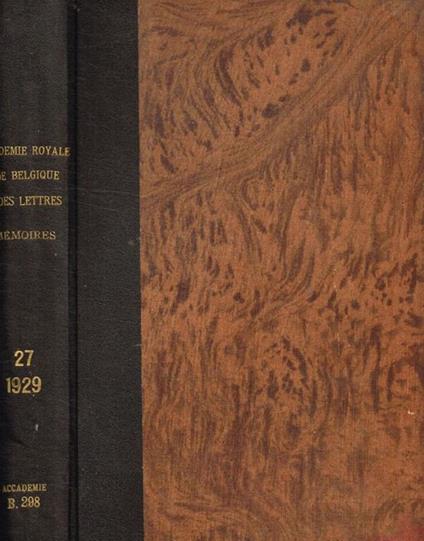 DEMIE ROYALE
DE BELGIQUE
DES LETTRES
MÉMOIRES
27
1929
ACCADEMIE
B. 298